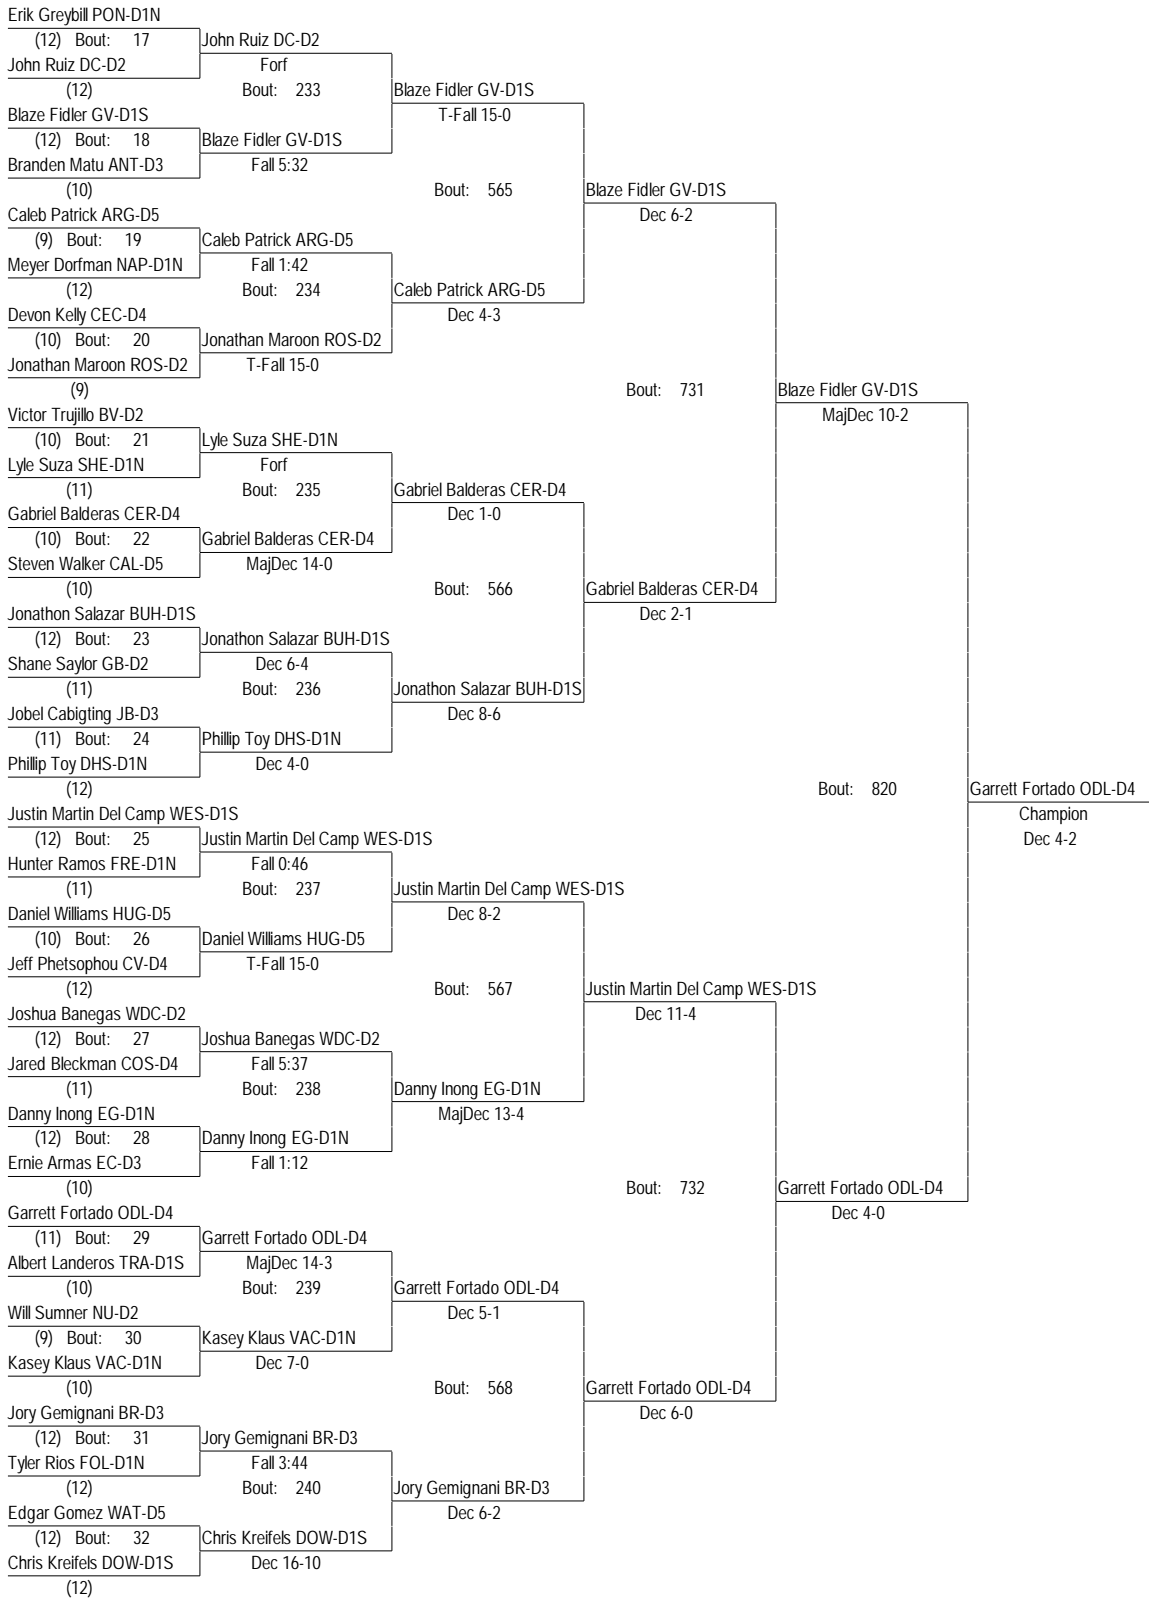 Erik Greybill PON-D1N
(12) Bout: 17 John Ruiz DC-D2
John Ruiz DC-D2 Forf
(12) Bout: 233 Blaze Fidler GV-D1S
Blaze Fidler GV-D1S T-Fall 15-0
(12) Bout: 18 Blaze Fidler GV-D1S
Branden Matu ANT-D3 Fall 5:32
(10) Bout: 565 Blaze Fidler GV-D1S
Caleb Patrick ARG-D5 Dec 6-2
(9) Bout: 19 Caleb Patrick ARG-D5
Meyer Dorfman NAP-D1N Fall 1:42
(12) Bout: 234 Caleb Patrick ARG-D5
Devon Kelly CEC-D4 Dec 4-3
(10) Bout: 20 Jonathan Maroon ROS-D2
Jonathan Maroon ROS-D2 T-Fall 15-0
(9) Bout: 731 Blaze Fidler GV-D1S
Victor Trujillo BV-D2 MajDec 10-2
(10) Bout: 21 Lyle Suza SHE-D1N
Lyle Suza SHE-D1N Forf
(11) Bout: 235 Gabriel Balderas CER-D4
Gabriel Balderas CER-D4 Dec 1-0
(10) Bout: 22 Gabriel Balderas CER-D4
Steven Walker CAL-D5 MajDec 14-0
(10) Bout: 566 Gabriel Balderas CER-D4
Jonathon Salazar BUH-D1S Dec 2-1
(12) Bout: 23 Jonathon Salazar BUH-D1S
Shane Saylor GB-D2 Dec 6-4
(11) Bout: 236 Jonathon Salazar BUH-D1S
Jobel Cabigting JB-D3 Dec 8-6
(11) Bout: 24 Phillip Toy DHS-D1N
Phillip Toy DHS-D1N Dec 4-0
(12) Bout: 820 Garrett Fortado ODL-D4
Justin Martin Del Camp WES-D1S Champion
(12) Bout: 25 Justin Martin Del Camp WES-D1S Dec 4-2
Hunter Ramos FRE-D1N Fall 0:46
(11) Bout: 237 Justin Martin Del Camp WES-D1S
Daniel Williams HUG-D5 Dec 8-2
(10) Bout: 26 Daniel Williams HUG-D5
Jeff Phetsophou CV-D4 T-Fall 15-0
(12) Bout: 567 Justin Martin Del Camp WES-D1S
Joshua Banegas WDC-D2 Dec 11-4
(12) Bout: 27 Joshua Banegas WDC-D2
Jared Bleckman COS-D4 Fall 5:37
(11) Bout: 238 Danny Inong EG-D1N
Danny Inong EG-D1N MajDec 13-4
(12) Bout: 28 Danny Inong EG-D1N
Ernie Armas EC-D3 Fall 1:12
(10) Bout: 732 Garrett Fortado ODL-D4
Garrett Fortado ODL-D4 Dec 4-0
(11) Bout: 29 Garrett Fortado ODL-D4
Albert Landeros TRA-D1S MajDec 14-3
(10) Bout: 239 Garrett Fortado ODL-D4
Will Sumner NU-D2 Dec 5-1
(9) Bout: 30 Kasey Klaus VAC-D1N
Kasey Klaus VAC-D1N Dec 7-0
(10) Bout: 568 Garrett Fortado ODL-D4
Jory Gemignani BR-D3 Dec 6-0
(12) Bout: 31 Jory Gemignani BR-D3
Tyler Rios FOL-D1N Fall 3:44
(12) Bout: 240 Jory Gemignani BR-D3
Edgar Gomez WAT-D5 Dec 6-2
(12) Bout: 32 Chris Kreifels DOW-D1S
Chris Kreifels DOW-D1S Dec 16-10
(12)